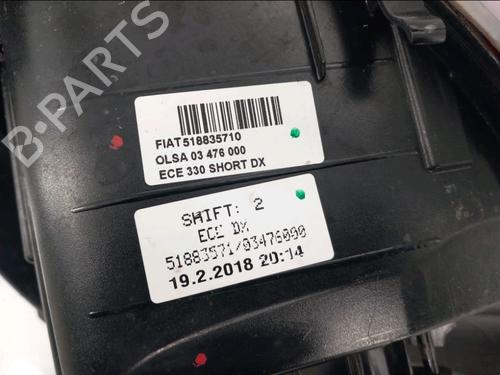 B-PARTS
FIAT518835710
OLSA 03 476 000
ECE 330 SHORT DX
SHIFT: 2
ECE DX
51883571/03476000
19.2.2018 20:14